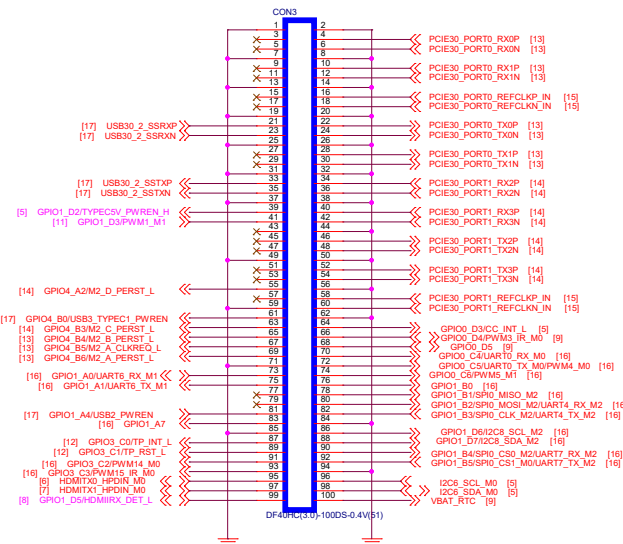 CON3
1 2
3 4 PCIE30_PORT0_RX0P [13]
5 6 PCIE30_PORT0_RX0N [13]
7 8
9 10 PCIE30_PORT0_RX1P [13]
11 12 PCIE30_PORT0_RX1N [13]
13 14
15 16 PCIE30_PORT0_REFCLKP_IN [15]
17 18 PCIE30_PORT0_REFCLKN_IN [15]
19 20
[17] USB30_2_SSRXP 21 22 PCIE30_PORT0_TX0P [13]
[17] USB30_2_SSRXN 23 24 PCIE30_PORT0_TX0N [13]
25 26
27 28 PCIE30_PORT0_TX1P [13]
29 30 PCIE30_PORT0_TX1N [13]
31 32
[17] USB30_2_SSTXP 33 34 PCIE30_PORT1_RX2P [14]
[17] USB30_2_SSTXN 35 36 PCIE30_PORT1_RX2N [14]
37 38
[5] GPIO1_D2/TYPEC5V_PWREN_H 39 40 PCIE30_PORT1_RX3P [14]
[11] GPIO1_D3/PWM1_M1 41 42 PCIE30_PORT1_RX3N [14]
43 44
45 46 PCIE30_PORT1_TX2P [14]
47 48 PCIE30_PORT1_TX2N [14]
49 50
51 52 PCIE30_PORT1_TX3P [14]
53 54 PCIE30_PORT1_TX3N [14]
[14] GPIO4_A2/M2_D_PERST_L 55 56
57 58 PCIE30_PORT1_REFCLKP_IN [15]
59 60 PCIE30_PORT1_REFCLKN_IN [15]
[17] GPIO4_B0/USB3_TYPEC1_PWREN 61 62
[14] GPIO4_B3/M2_C_PERST_L 63 64 GPIO0_D3/CC_INT_L [5]
[13] GPIO4_B4/M2_B_PERST_L 65 66 GPIO0_D4/PWM3_IR_M0 [9]
[13] GPIO4_B5/M2_A_CLKREQ_L 67 68 GPIO0_D5 [9]
[13] GPIO4_B6/M2_A_PERST_L 69 70 GPIO0_C4/UART0_RX_M0 [16]
71 72 GPIO0_C5/UART0_TX_M0/PWM4_M0 [16]
[16] GPIO1_A0/UART6_RX_M1 73 74 GPIO0_C6/PWM5_M1 [16]
[16] GPIO1_A1/UART6_TX_M1 75 76 GPIO1_B0 [16]
77 78 GPIO1_B1/SPI0_MISO_M2 [16]
79 80 GPIO1_B2/SPI0_MOSI_M2/UART4_RX_M2 [16]
[17] GPIO1_A4/USB2_PWREN 81 82 GPIO1_B3/SPI0_CLK_M2/UART4_TX_M2 [16]
[16] GPIO1_A7 83 84
85 86 GPIO1_D6/I2C8_SCL_M2 [16]
[12] GPIO3_C0/TP_INT_L 87 88 GPIO1_D7/I2C8_SDA_M2 [16]
[12] GPIO3_C1/TP_RST_L 89 90 GPIO1_B4/SPI0_CS0_M2/UART7_RX_M2 [16]
[16] GPIO3_C2/PWM14_M0 91 92 GPIO1_B5/SPI0_CS1_M0/UART7_TX_M2 [16]
[16] GPIO3_C3/PWM15_IR_M0 93 94
[6] HDMITX0_HPDIN_M0 95 96 I2C6_SCL_M0 [5]
[7] HDMITX1_HPDIN_M0 97 98 I2C6_SDA_M0 [5]
[8] GPIO1_D5/HDMIIRX_DET_L 99 100 VBAT_RTC [9]
DF40HC(3.0)-100DS-0.4V(51)